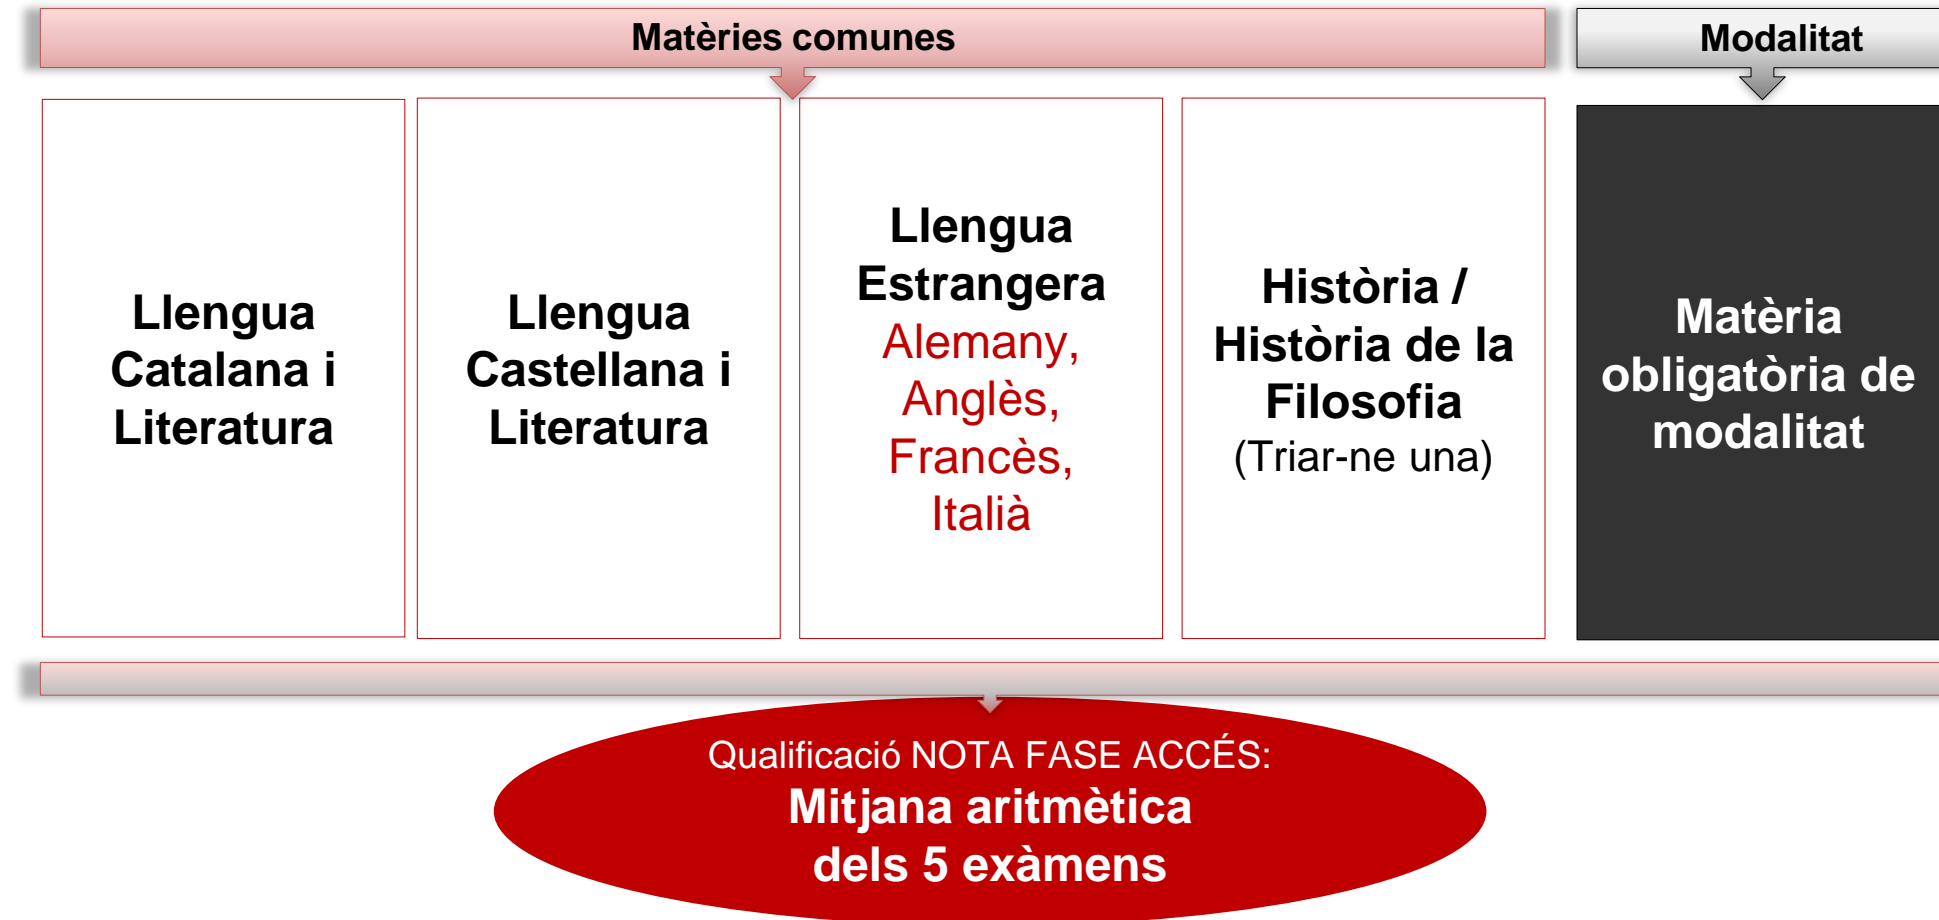 Matèries comunes
Modalitat
Llengua
Catalana i
Literatura
Llengua
Castellana i
Literatura
Llengua
Estrangera
Alemany,
Anglès,
Francès,
Italià
Història /
Història de la
Filosofia
(Triar-ne una)
Matèria
obligatòria de
modalitat
Qualificació NOTA FASE ACCÉS:
Mitjana aritmètica
dels 5 exàmens